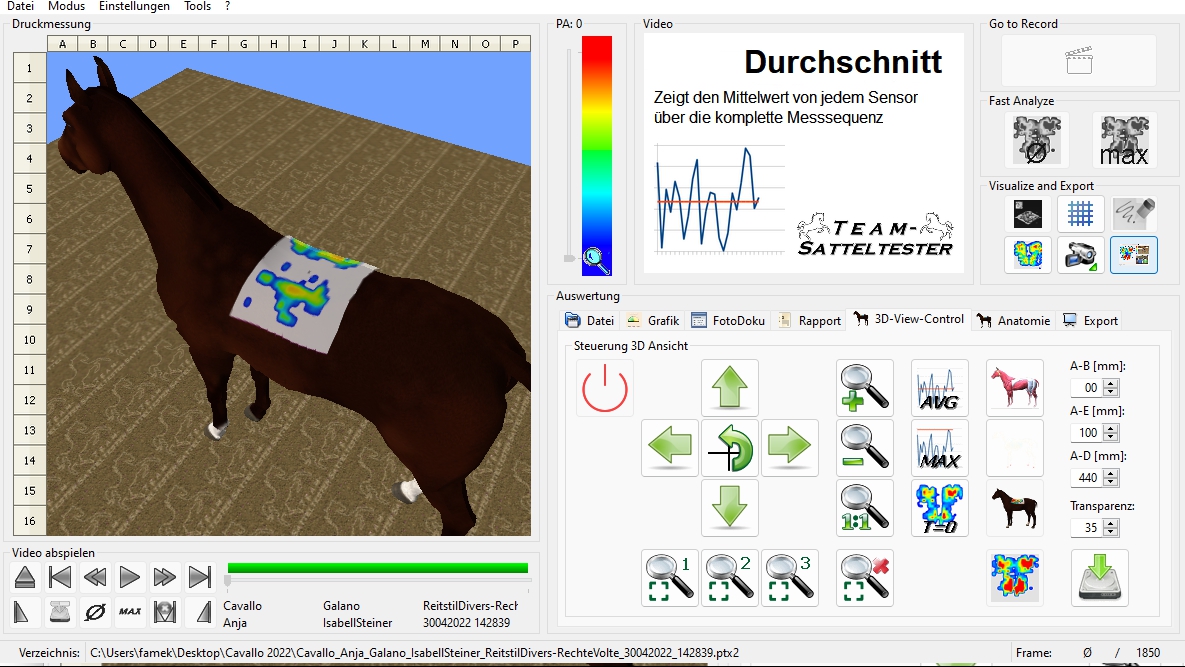 Datei Modus Einstellungen Tools ?
Druckmessung
A B C D E F G H I J K L M N O P
1
2
3
4
5
6
7
8
9
10
11
12
13
14
15
16
PA: 0
Video
Durchschnitt
Zeigt den Mittelwert von jedem Sensor
über die komplette Messsequenz
TEAM-
SATTELTESTER
Go to Record
Fast Analyze
Ø max
Visualize and Export
Auswertung
Datei Grafik FotoDoku Rapport 3D-View-Control Anatomie Export
Steuerung 3D Ansicht
AVG
MAX
1:1 T=0
1 2 3
A-B [mm]:
00
A-E [mm]:
100
A-D [mm]:
440
Transparenz:
35
Video abspielen
Ø MAX
Cavallo Galano ReitstilDivers-Rech
Anja IsabellSteiner 30042022 142839
Verzeichnis: C:\Users\famek\Desktop\Cavallo 2022\Cavallo_Anja_Galano_IsabellSteiner_ReitstilDivers-RechteVolte_30042022_142839.ptx2 Frame: Ø / 1850